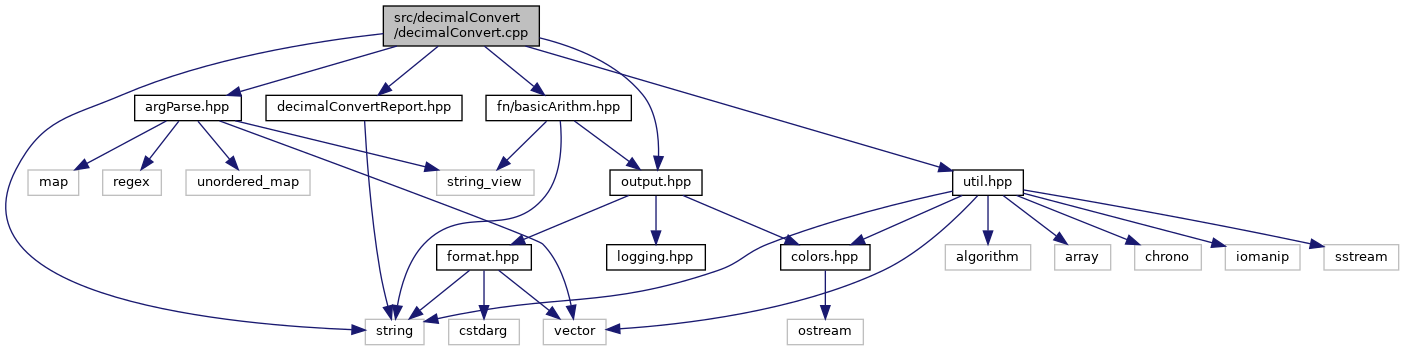 src/decimalConvert
/decimalConvert.cpp
argParse.hpp
decimalConvertReport.hpp
fn/basicArithm.hpp
map
regex
unordered_map
string_view
output.hpp
util.hpp
format.hpp
logging.hpp
colors.hpp
algorithm
array
chrono
iomanip
sstream
string
cstdarg
vector
ostream